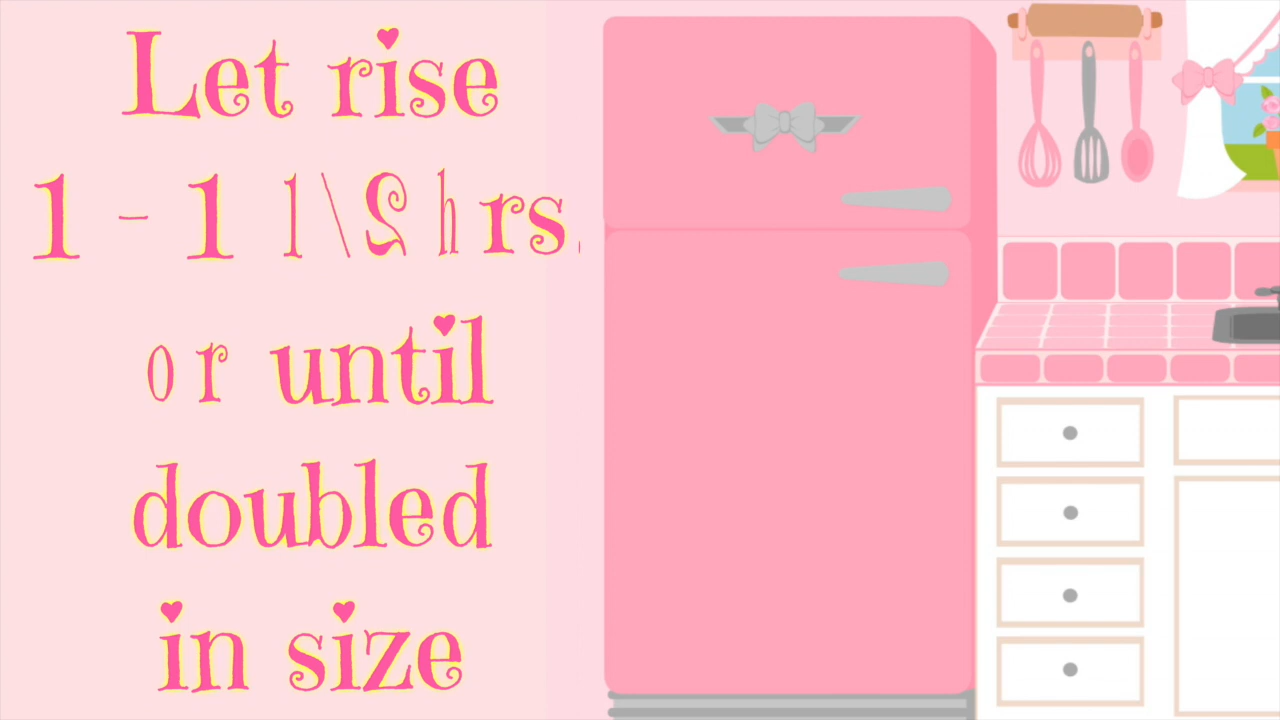 Let rise
1 - 1 1/2 hrs.
or until
doubled
in size